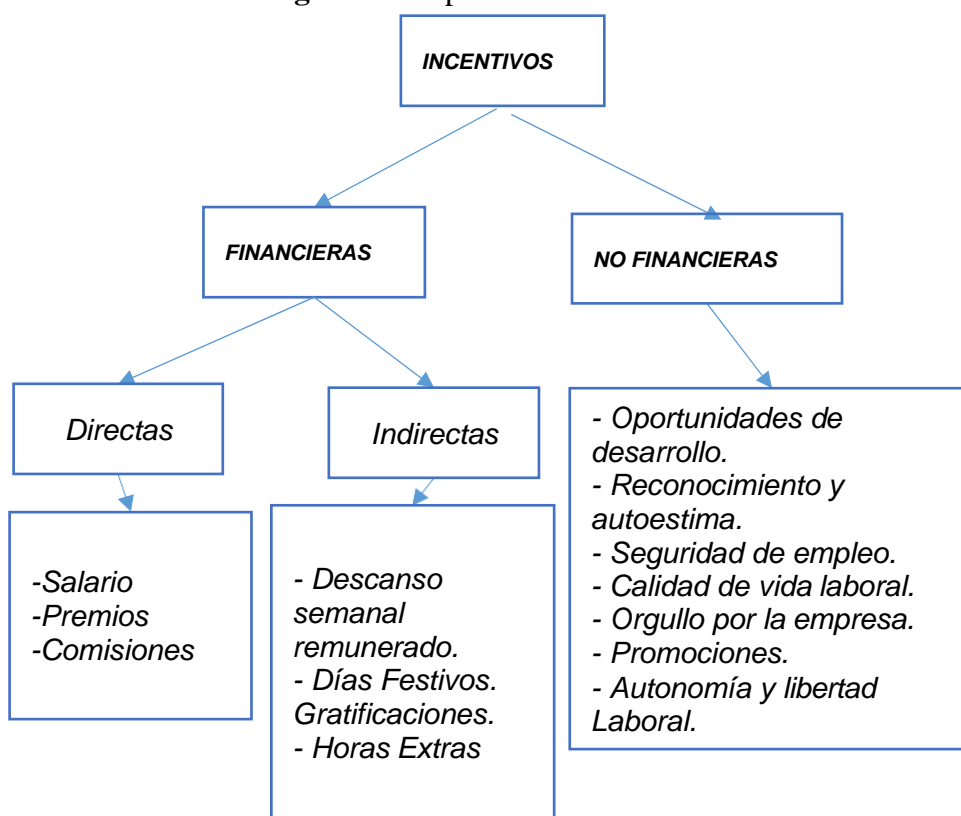 INCENTIVOS
FINANCIERAS
NO FINANCIERAS
Directas
Indirectas
-Salario
-Premios
-Comisiones
- Descanso
semanal
remunerado.
- Días Festivos.
Gratificaciones.
- Horas Extras
- Oportunidades de
desarrollo.
- Reconocimiento y
autoestima.
- Seguridad de empleo.
- Calidad de vida laboral.
- Orgullo por la empresa.
- Promociones.
- Autonomía y libertad
Laboral.